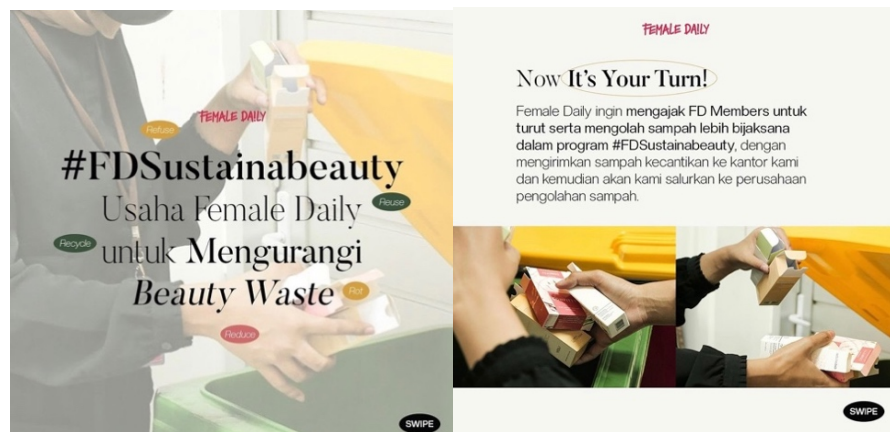 FEMALE DAILY
Refuse
#FDSustainabeauty
Usaha Female Daily
Reuse
Recycle
untuk Mengurangi
Beauty Waste
Rot
Reduce
SWIPE
FEMALE DAILY
Now It's Your Turn!
Female Daily ingin mengajak FD Members untuk
turut serta mengolah sampah lebih bijaksana
dalam program #FDSustainabeauty, dengan
mengirimkan sampah kecantikan ke kantor kami
dan kemudian akan kami salurkan ke perusahaan
pengolahan sampah.
SWIPE